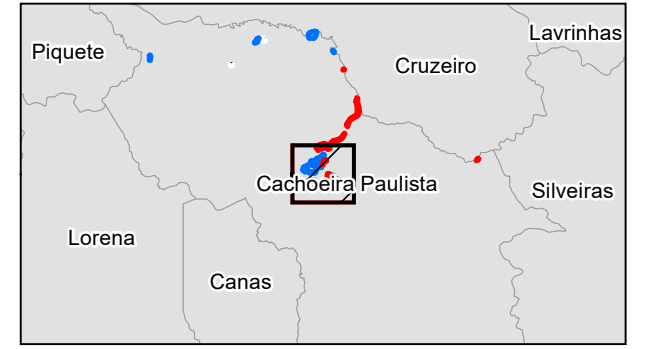 Lavrinhas
Piquete
Cruzeiro
Cachoeira Paulista
Silveiras
Lorena
Canas